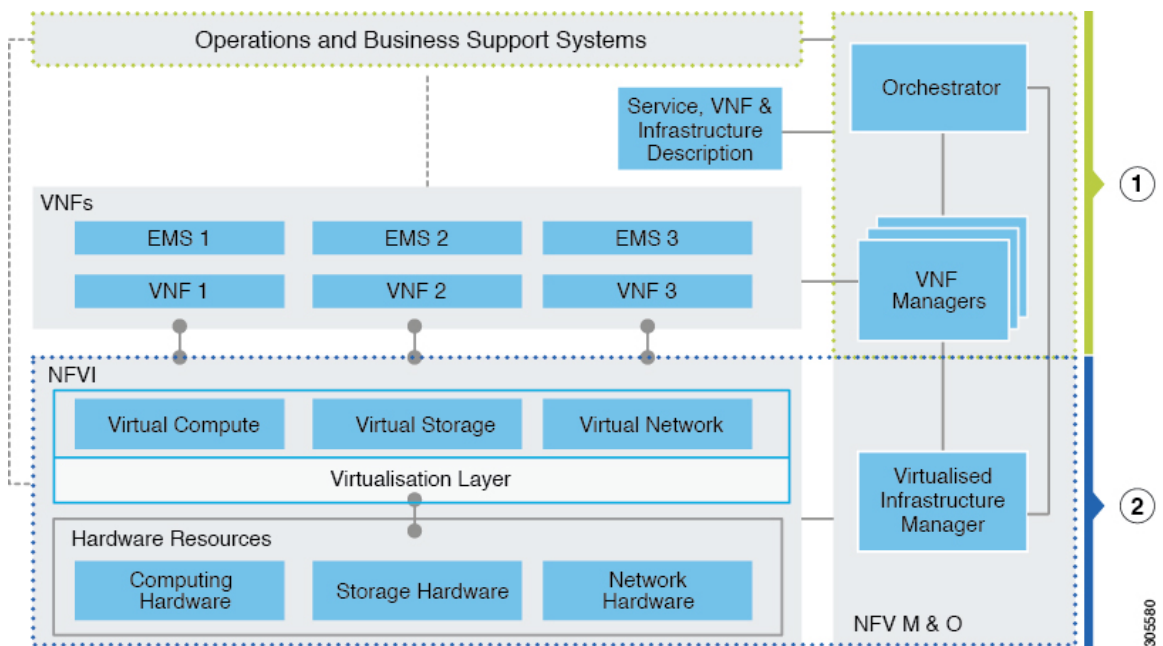 Operations and Business Support Systems
Orchestrator
Service, VNF &
Infrastructure
Description
1
VNFs
EMS 1
EMS 2
EMS 3
VNF 1
VNF 2
VNF 3
VNF
Managers
NFVI
Virtual Compute
Virtual Storage
Virtual Network
Virtualisation Layer
Virtualised
Infrastructure
Manager
2
Hardware Resources
Computing
Hardware
Storage Hardware
Network
Hardware
NFV M & O
305580